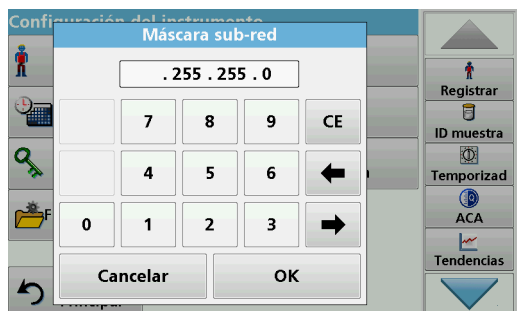 Configuración del instrumento
Máscara sub-red
. 255 . 255 . 0
7 8 9 CE
4 5 6
0 1 2 3
Cancelar OK
F
Principal
Registrar
ID muestra
Temporizad
ACA
Tendencias